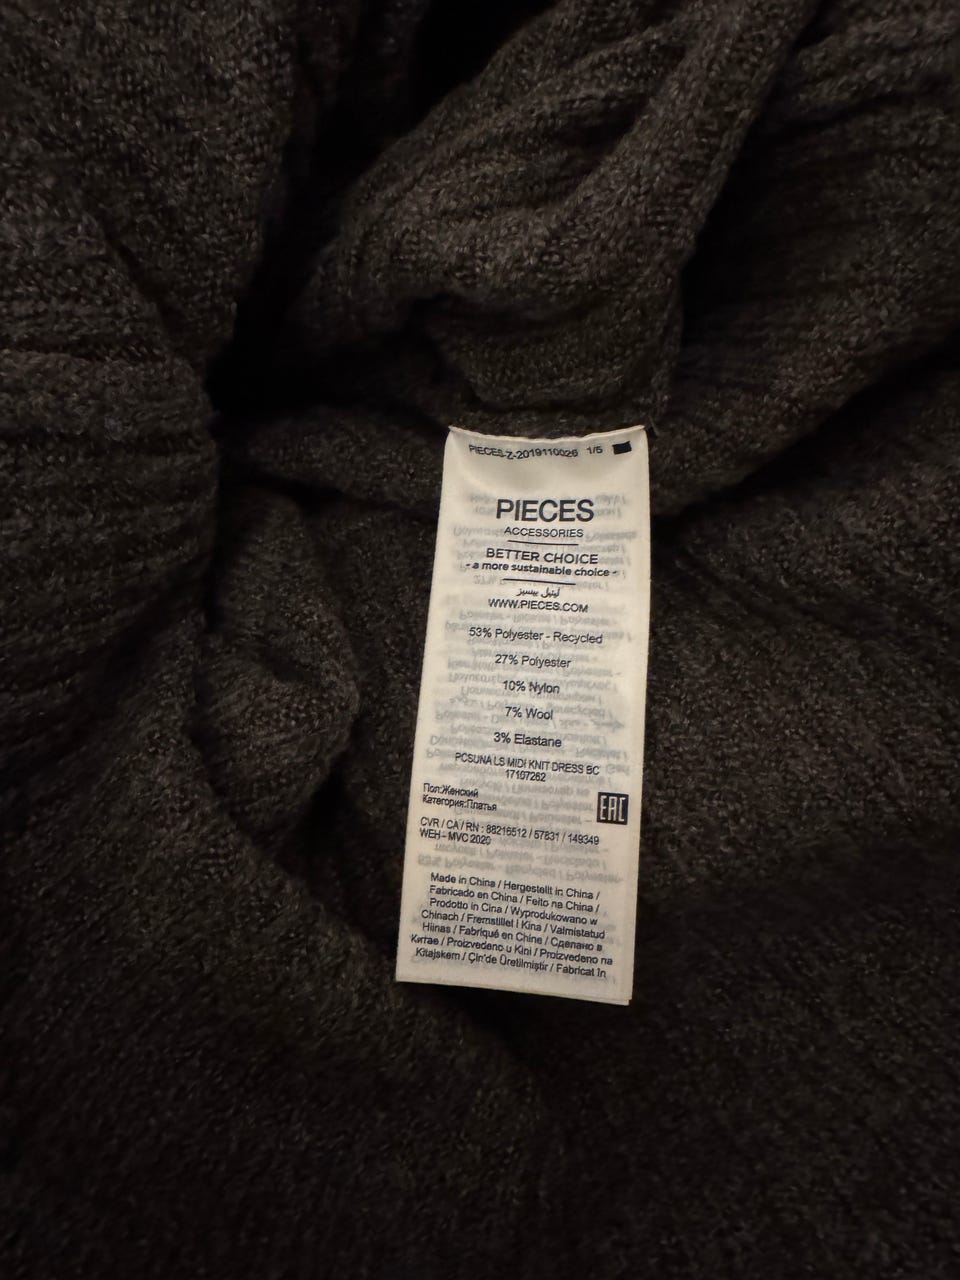 PIECES-Z-2019110026 1/5
PIECES
ACCESSORIES
BETTER CHOICE
- a more sustainable choice -
ليتيل بيسيز
WWW.PIECES.COM
53% Polyester - Recycled
27% Polyester
10% Nylon
7% Wool
3% Elastane
PCSUNA LS MIDI KNIT DRESS BC
17107262
Пол:Женский
Категория:Платья
EAC
CVR / CA / RN : 88216512 / 57831 / 149349
WEH - MVC 2020
Made in China / Hergestellt in China /
Fabricado en China / Feito na China /
Prodotto in Cina / Wyprodukowano w
Chinach / Fremstillet i Kina / Valmistatud
Hiinas / Fabriqué en Chine / Сделано в
Китае / Proizvedeno u Kini / Proizvedeno na
Kitajskem / Çin'de Üretilmiştir / Fabricat în